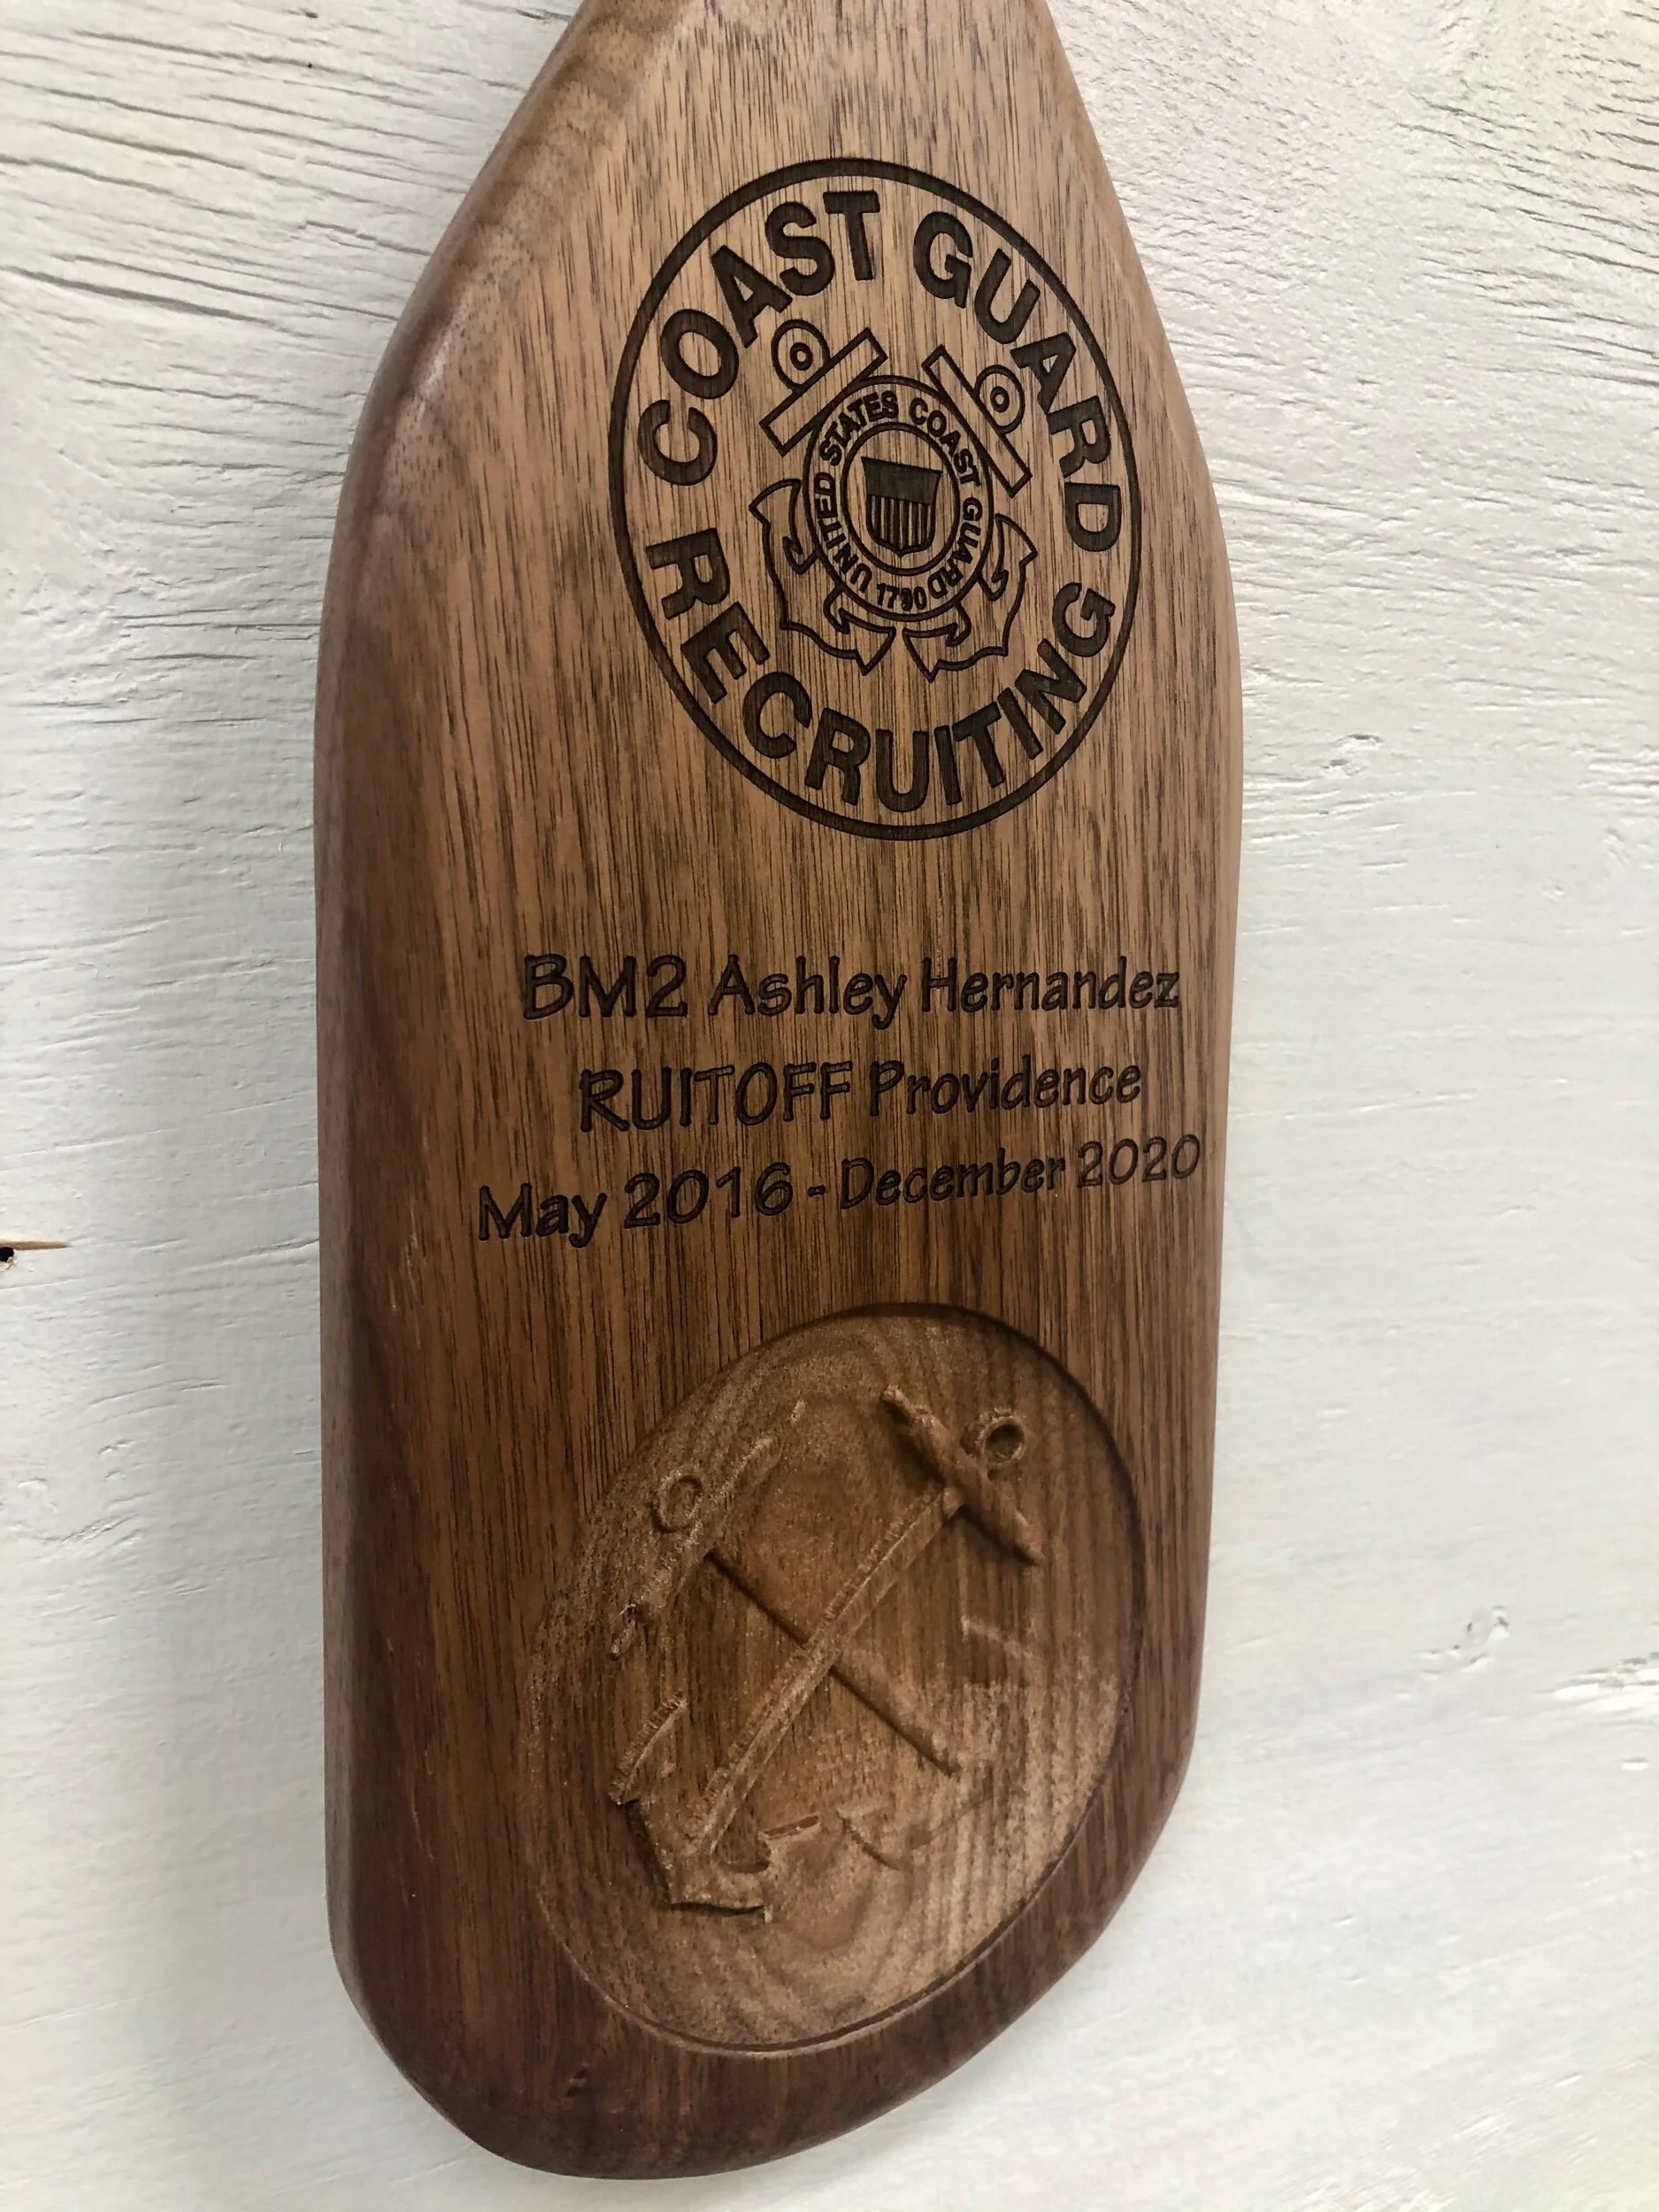 COAST GUARD
RECRUITING
UNITED STATES COAST GUARD
1790
BM2 Ashley Hernandez
RUITOFF Providence
May 2016 - December 2020